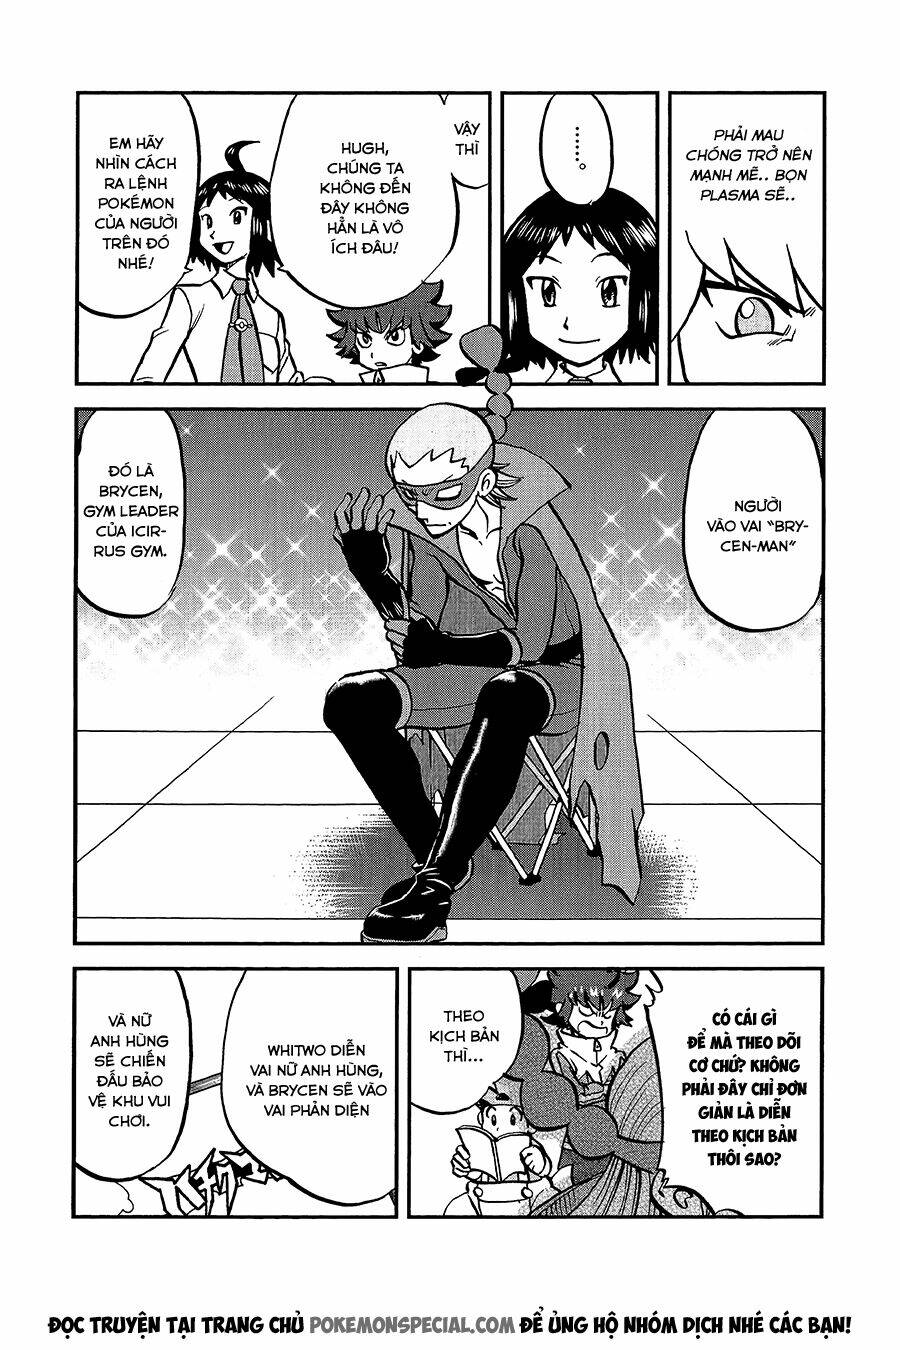 PHẢI MAU
CHÓNG TRỞ NÊN
MẠNH MẼ.. BỌN
PLASMA SẼ..
......
VẬY
THÌ
HUGH,
CHÚNG TA
KHÔNG ĐẾN
ĐÂY KHÔNG
HẲN LÀ VÔ
ÍCH ĐÂU!
EM HÃY
NHÌN CÁCH
RA LỆNH
POKÉMON
CỦA NGƯỜI
TRÊN ĐÓ
NHÉ!
NGƯỜI
VÀO VAI “BRY-
CEN-MAN”
ĐÓ LÀ
BRYCEN,
GYM LEADER
CỦA ICIR-
RUS GYM.
CÓ CÁI GÌ
ĐỂ MÀ THEO DÕI
CƠ CHỨ? KHÔNG
PHẢI ĐÂY CHỈ ĐƠN
GIẢN LÀ DIỄN
THEO KỊCH BẢN
THÔI SAO?
THEO
KỊCH BẢN
THÌ...
WHITWO DIỄN
VAI NỮ ANH HÙNG,
VÀ BRYCEN SẼ VÀO
VAI PHẢN DIỆN
VÀ NỮ
ANH HÙNG
SẼ CHIẾN
ĐẤU BẢO
VỆ KHU VUI
CHƠI.
ĐỌC TRUYỆN TẠI TRANG CHỦ POKEMONSPECIAL.COM ĐỂ ỦNG HỘ NHÓM DỊCH NHÉ CÁC BẠN!